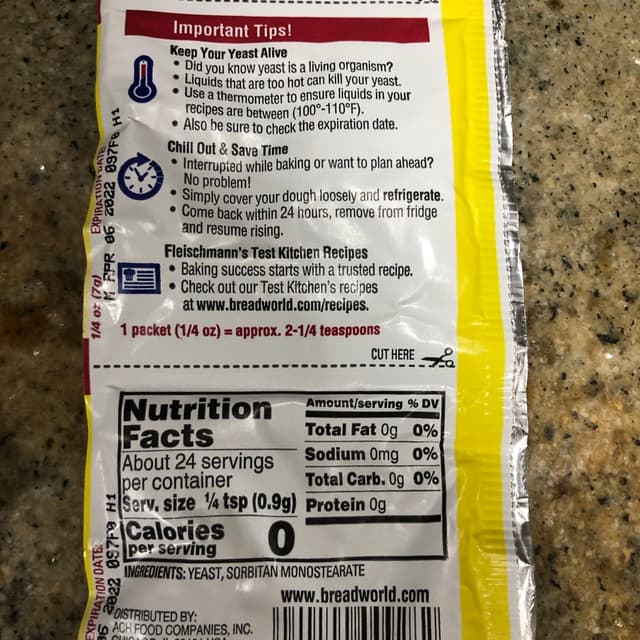 Important Tips!
Keep Your Yeast Alive
• Did you know yeast is a living organism?
• Liquids that are too hot can kill your yeast.
• Use a thermometer to ensure liquids in your
recipes are between (100°-110°F).
• Also be sure to check the expiration date.
Chill Out & Save Time
• Interrupted while baking or want to plan ahead?
No problem!
• Simply cover your dough loosely and refrigerate.
• Come back within 24 hours, remove from fridge
and resume rising.
Fleischmann's Test Kitchen Recipes
• Baking success starts with a trusted recipe.
• Check out our Test Kitchen's recipes
at www.breadworld.com/recipes.
1 packet (1/4 oz) = approx. 2-1/4 teaspoons
CUT HERE
Nutrition
Facts
About 24 servings
per container
Serv. size ¼ tsp (0.9g)
Calories 0
per serving
Amount/serving % DV
Total Fat 0g 0%
Sodium 0mg 0%
Total Carb. 0g 0%
Protein 0g
INGREDIENTS: YEAST, SORBITAN MONOSTEARATE
www.breadworld.com
DISTRIBUTED BY:
ACH FOOD COMPANIES, INC.
1/4 oz (7g)
EXPIRATION DATE
APR 06 2022 097F0 H1
EXPIRATION DATE:
2022 097F0 H1